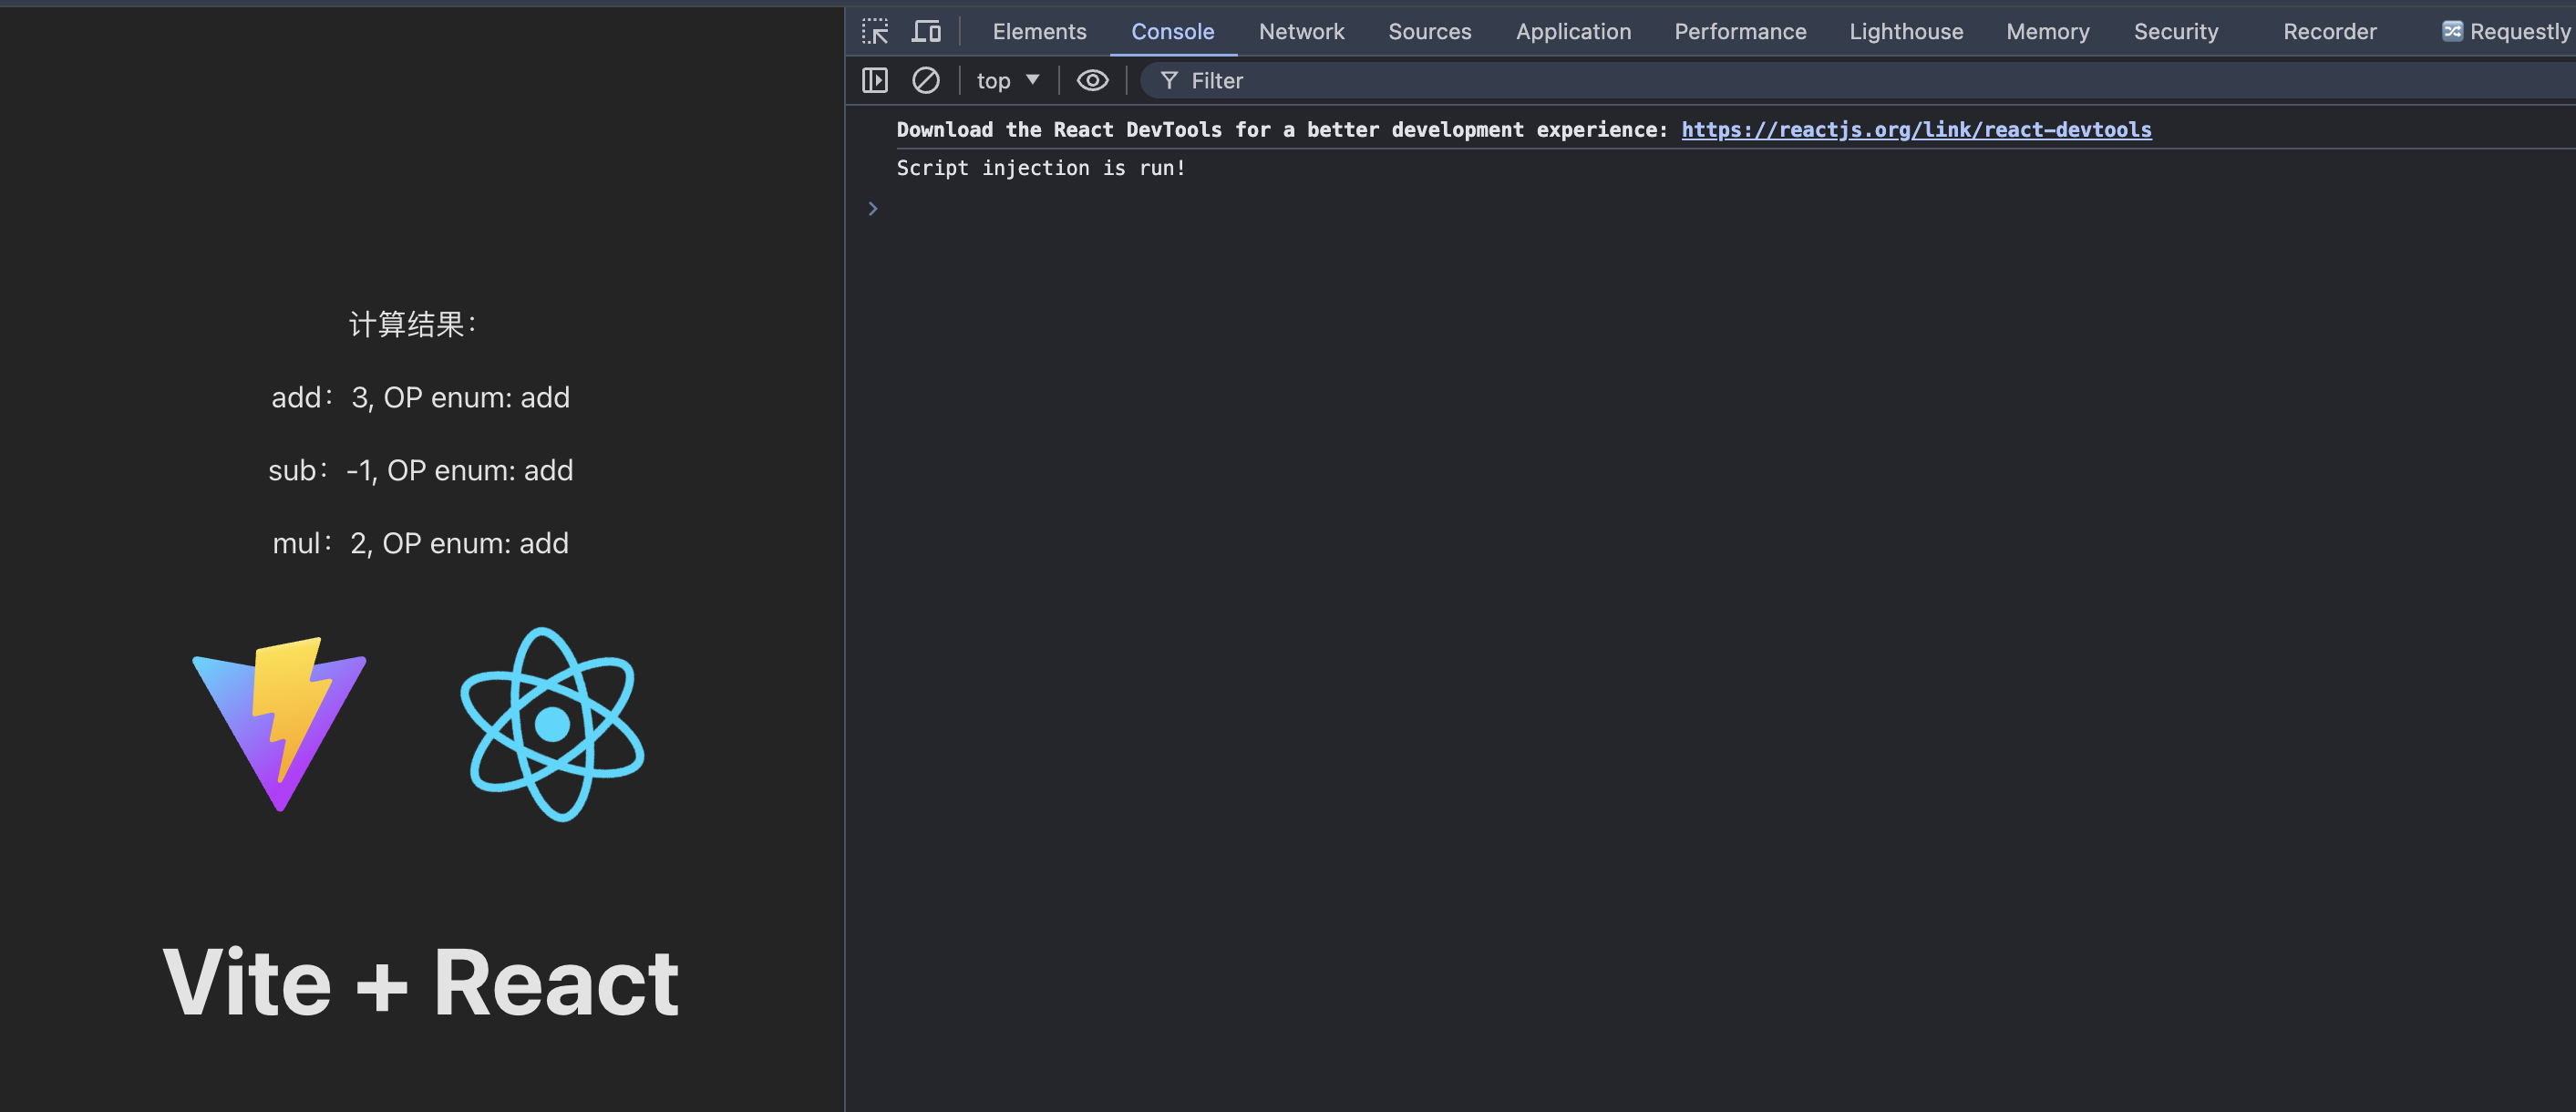 计算结果：
add：3, OP enum: add
sub：-1, OP enum: add
mul：2, OP enum: add
Vite + React
Elements Console Network Sources Application Performance Lighthouse Memory Security Recorder Requestly
top Filter
Download the React DevTools for a better development experience: https://reactjs.org/link/react-devtools
Script injection is run!